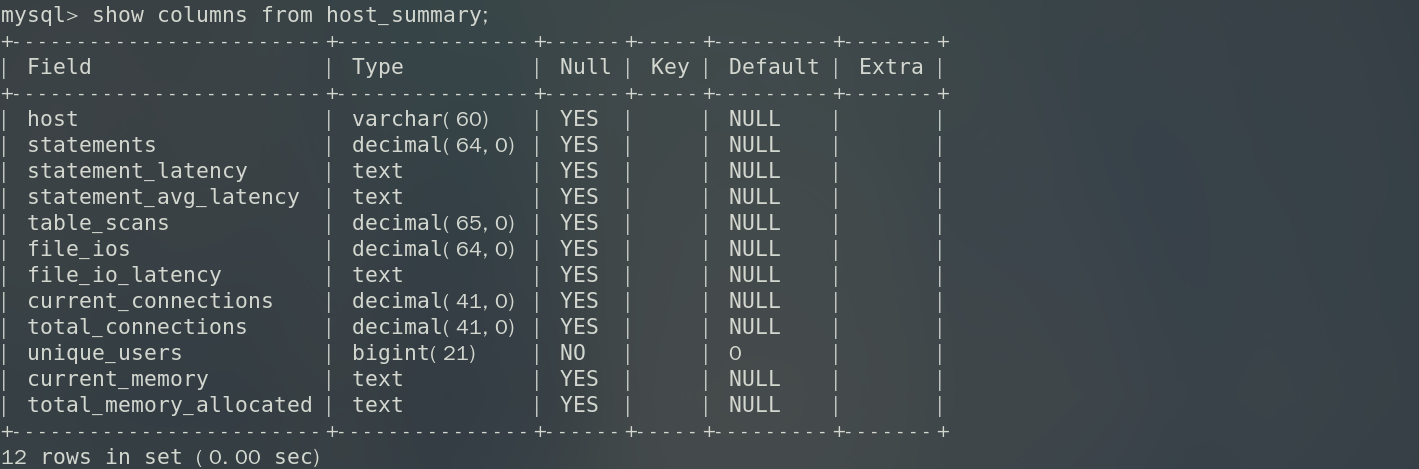 mysql> show columns from host_summary;
+------------------------+---------------+------+-----+---------+-------+
| Field                  | Type          | Null | Key | Default | Extra |
+------------------------+---------------+------+-----+---------+-------+
| host                   | varchar(60)   | YES  |     | NULL    |       |
| statements             | decimal(64,0) | YES  |     | NULL    |       |
| statement_latency      | text          | YES  |     | NULL    |       |
| statement_avg_latency  | text          | YES  |     | NULL    |       |
| table_scans            | decimal(65,0) | YES  |     | NULL    |       |
| file_ios               | decimal(64,0) | YES  |     | NULL    |       |
| file_io_latency        | text          | YES  |     | NULL    |       |
| current_connections    | decimal(41,0) | YES  |     | NULL    |       |
| total_connections      | decimal(41,0) | YES  |     | NULL    |       |
| unique_users           | bigint(21)    | NO   |     | 0       |       |
| current_memory         | text          | YES  |     | NULL    |       |
| total_memory_allocated | text          | YES  |     | NULL    |       |
+------------------------+---------------+------+-----+---------+-------+
12 rows in set (0.00 sec)